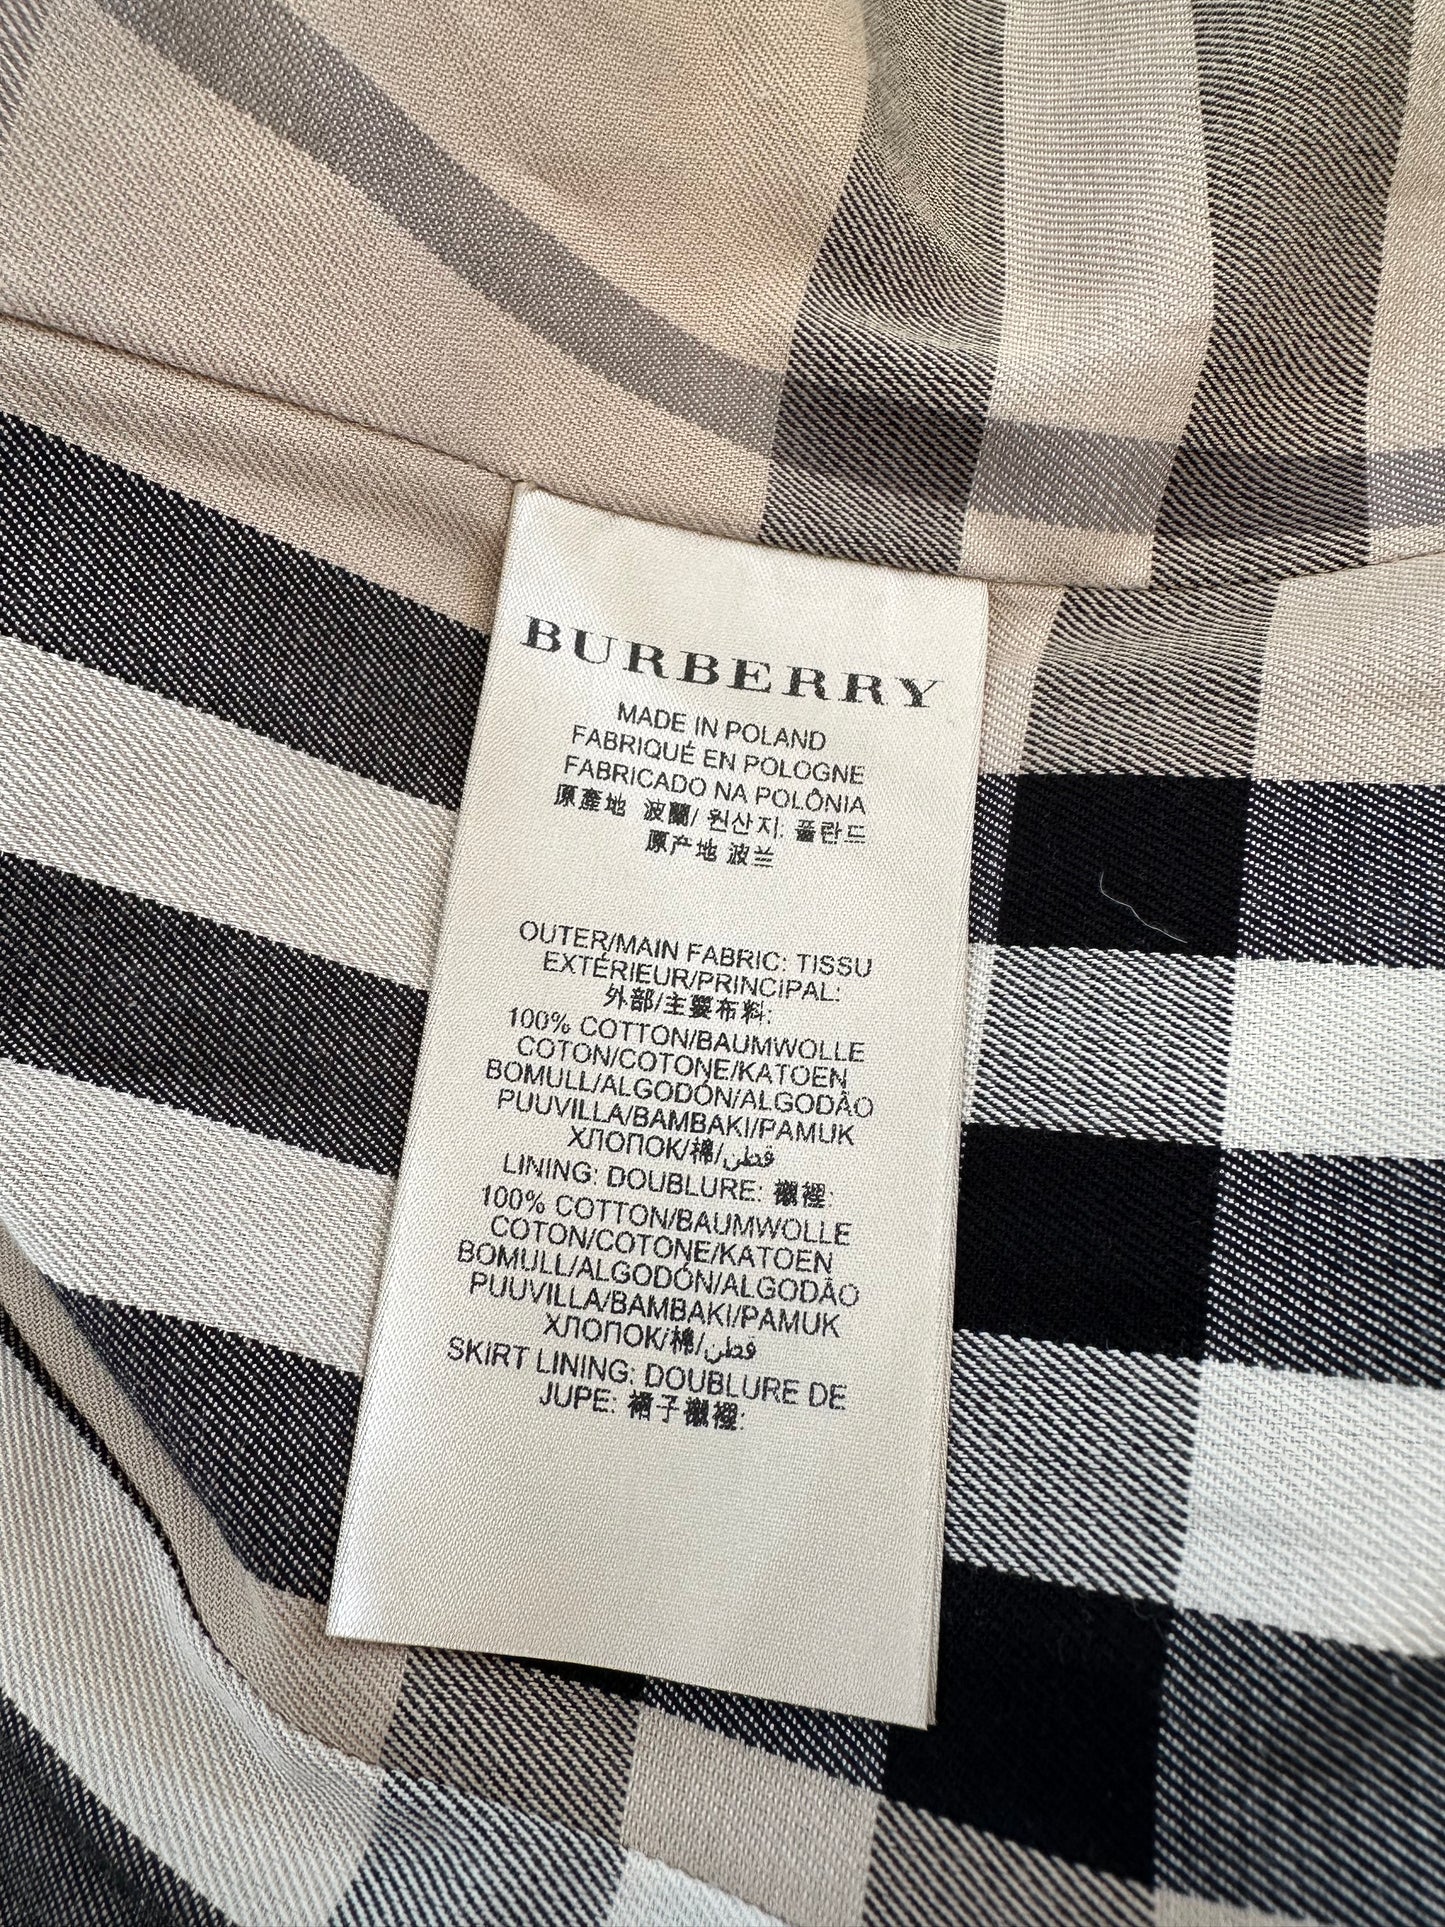 BURBERRY
MADE IN POLAND
FABRIQUÉ EN POLOGNE
FABRICADO NA POLÔNIA
原產地 波蘭/ 원산지: 폴란드
原产地 波兰
OUTER/MAIN FABRIC: TISSU
EXTÉRIEUR/PRINCIPAL:
外部/主要布料:
100% COTTON/BAUMWOLLE
COTON/COTONE/KATOEN
BOMULL/ALGODÓN/ALGODÃO
PUUVILLA/BAMBAKI/PAMUK
ХЛОПОК/棉/قطن
LINING: DOUBLURE: 襯裡:
100% COTTON/BAUMWOLLE
COTON/COTONE/KATOEN
BOMULL/ALGODÓN/ALGODÃO
PUUVILLA/BAMBAKI/PAMUK
ХЛОПОК/棉/قطن
SKIRT LINING: DOUBLURE DE
JUPE: 裙子襯裡: